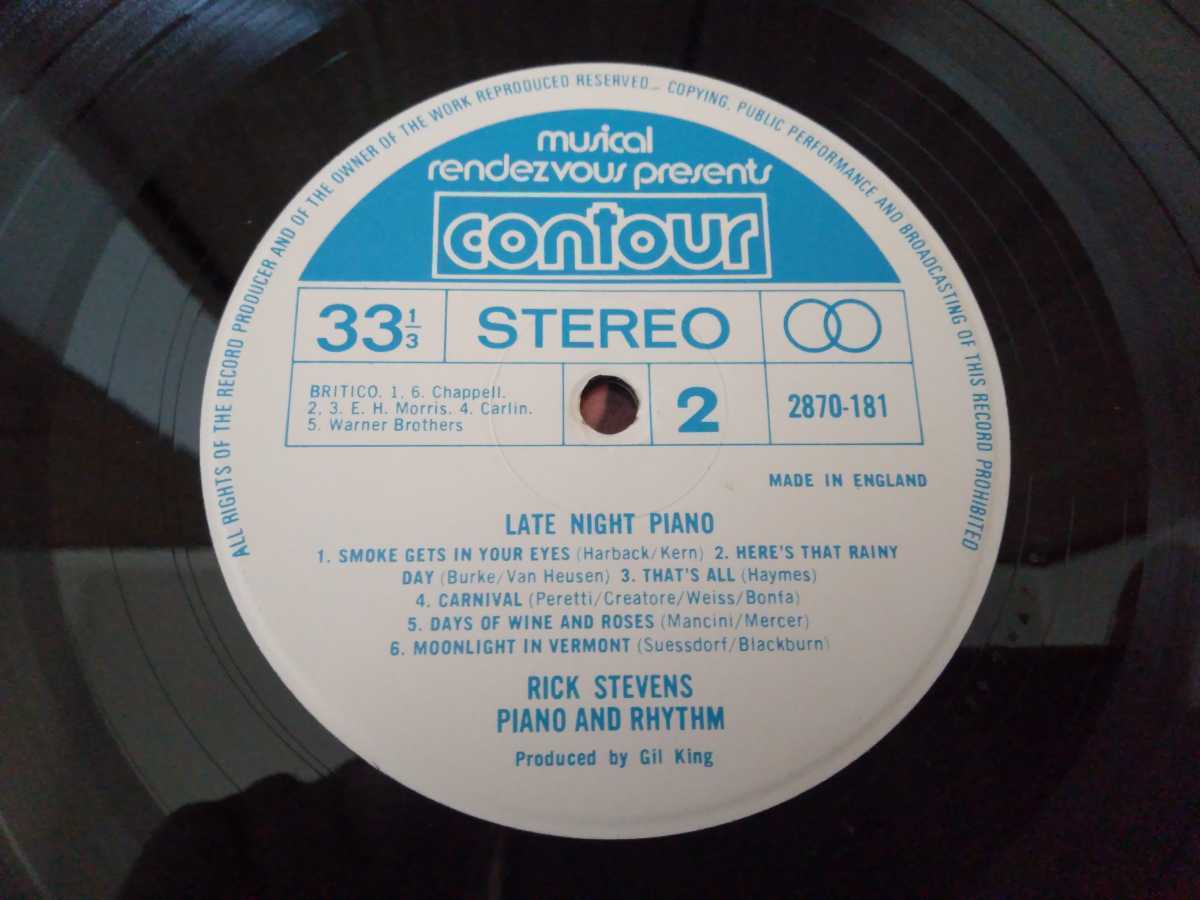 ALL RIGHTS OF THE RECORD PRODUCER AND OF THE OWNER OF THE WORK REPRODUCED RESERVED – COPYING, PUBLIC PERFORMANCE AND BROADCASTING OF THIS RECORD PROHIBITED
musical
rendezvous presents
contour
33 1/3
STEREO
BRITICO. 1, 6. Chappell.
2, 3. E. H. Morris. 4. Carlin.
5. Warner Brothers
2
2870-181
MADE IN ENGLAND
LATE NIGHT PIANO
1. SMOKE GETS IN YOUR EYES (Harback/Kern) 2. HERE'S THAT RAINY
DAY (Burke/Van Heusen) 3. THAT'S ALL (Haymes)
4. CARNIVAL (Peretti/Creatore/Weiss/Bonfa)
5. DAYS OF WINE AND ROSES (Mancini/Mercer)
6. MOONLIGHT IN VERMONT (Suessdorf/Blackburn)
RICK STEVENS
PIANO AND RHYTHM
Produced by Gil King